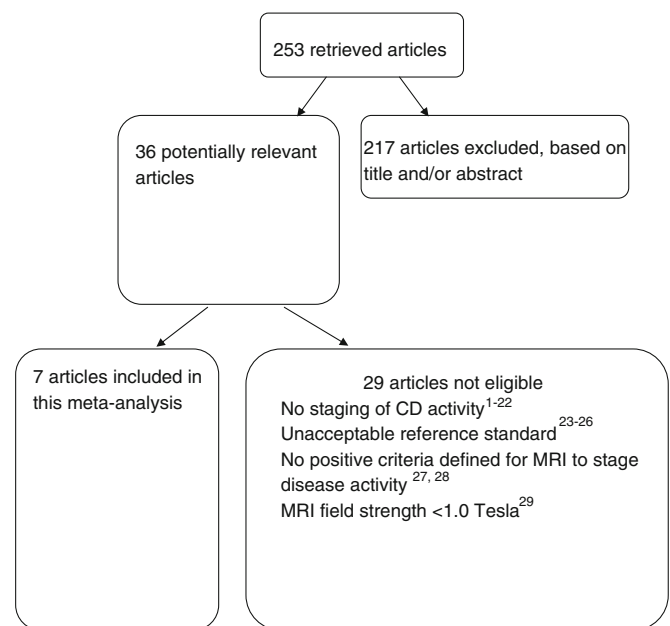 253 retrieved articles
36 potentially relevant
articles
217 articles excluded, based on
title and/or abstract
7 articles included in
this meta-analysis
29 articles not eligible
No staging of CD activity1-22
Unacceptable reference standard23-26
No positive criteria defined for MRI to stage
disease activity 27, 28
MRI field strength <1.0 Tesla29